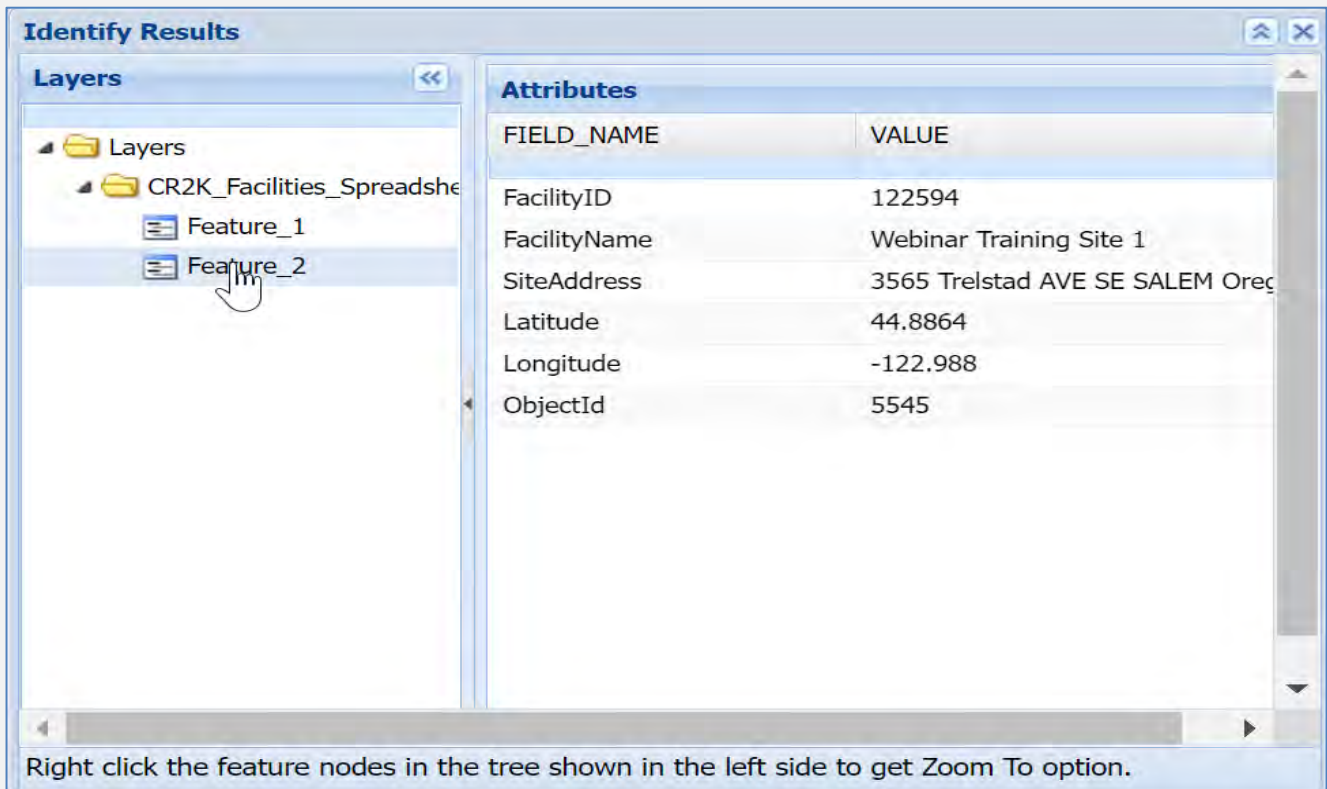 Identify Results
Layers
Layers
CR2K_Facilities_Spreadshe
Feature_1
Feature_2
Attributes
FIELD_NAME VALUE
FacilityID 122594
FacilityName Webinar Training Site 1
SiteAddress 3565 Trelstad AVE SE SALEM Oreg
Latitude 44.8864
Longitude -122.988
ObjectId 5545
Right click the feature nodes in the tree shown in the left side to get Zoom To option.